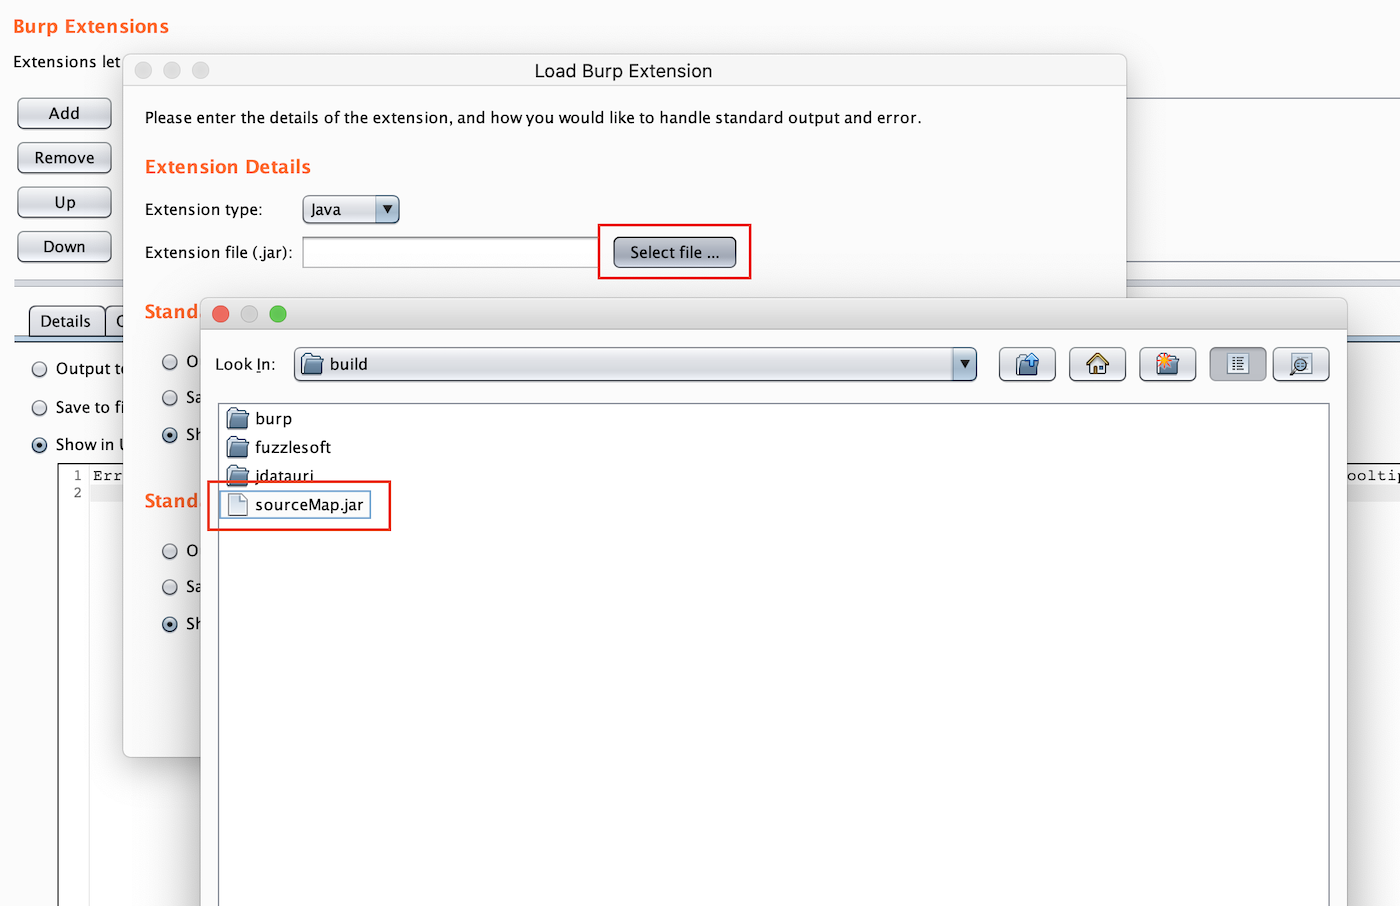 Burp Extensions
Extensions let
Load Burp Extension
Add
Remove
Up
Down
Please enter the details of the extension, and how you would like to handle standard output and error.
Extension Details
Extension type:
Java
Extension file (.jar):
Select file ...
Stand
Details
Output t
Save to fi
Show in
1 Err
2
O
Sa
Sh
Stand
O
Sa
Sh
Look In:
build
burp
fuzzlesoft
jdatauri
sourceMap.jar
ooltip